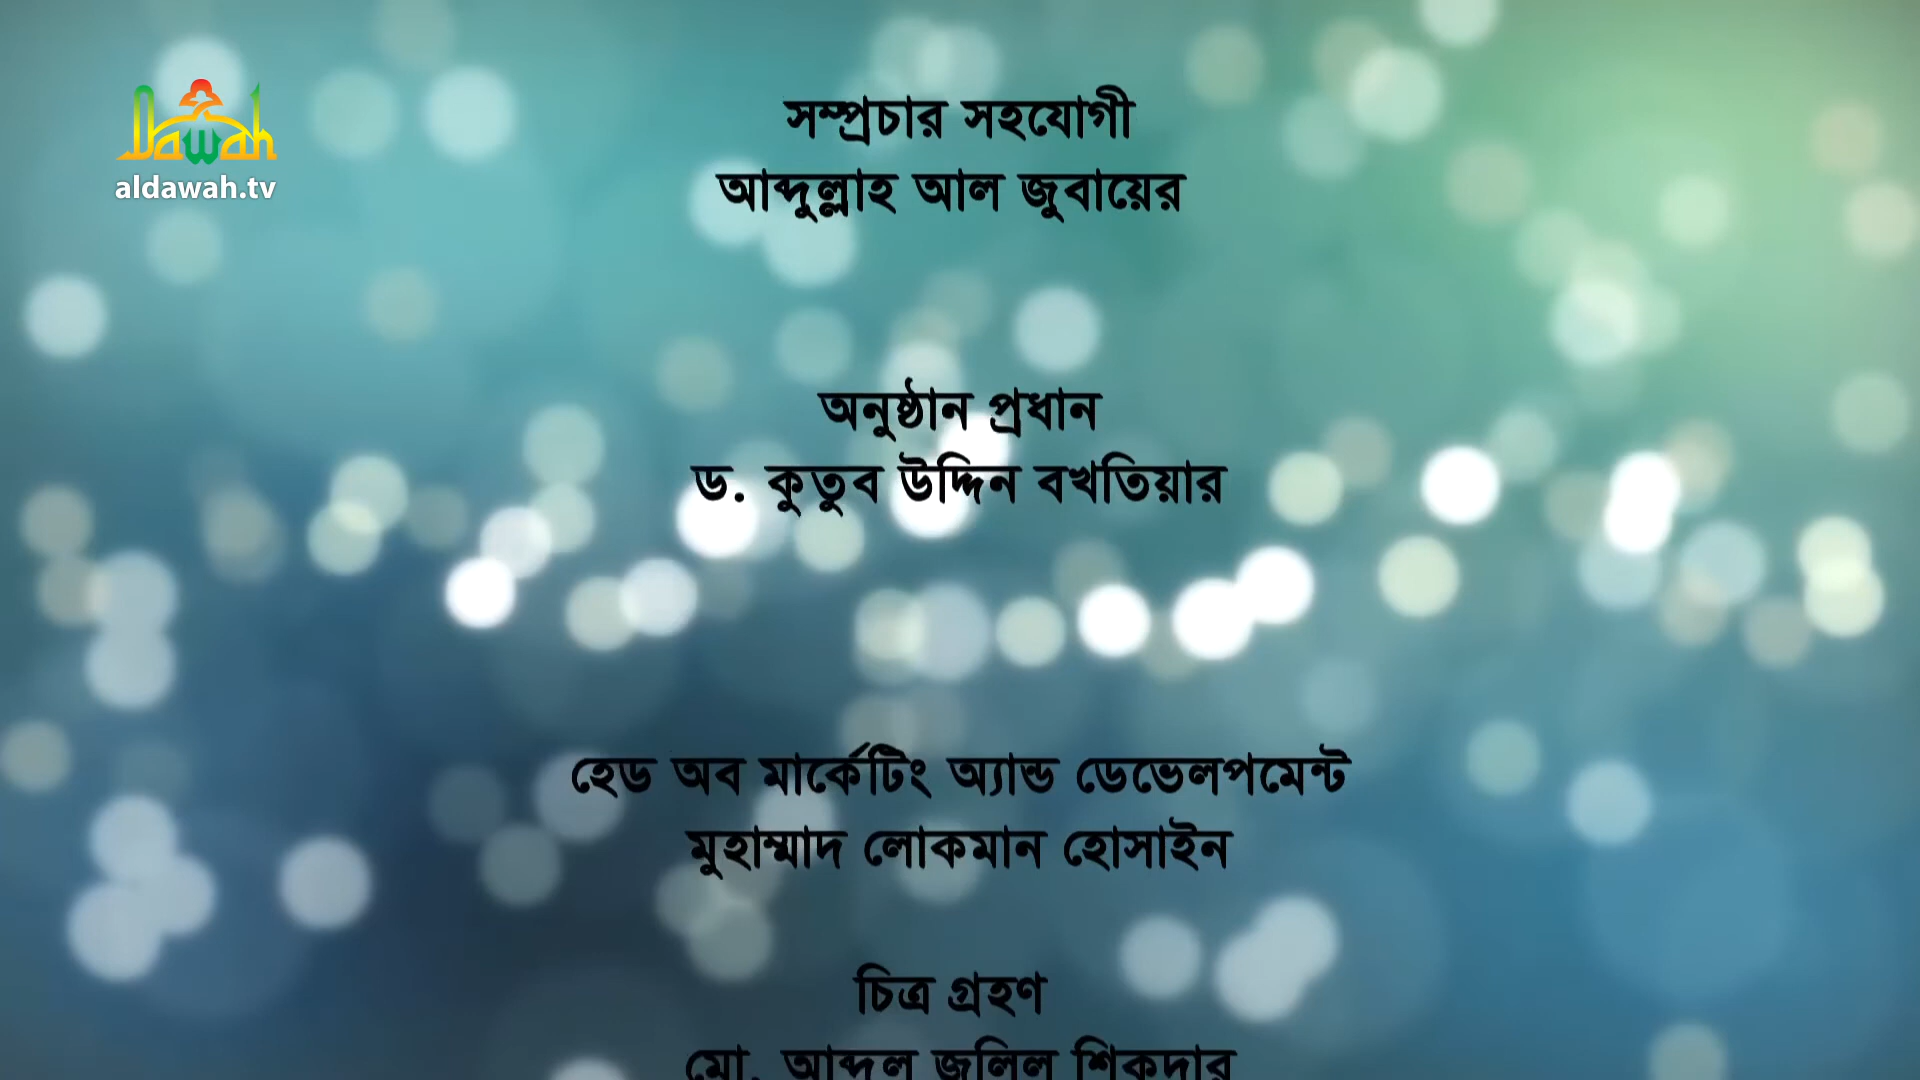 Dawah
aldawah.tv
সম্প্রচার সহযোগী
আব্দুল্লাহ আল জুবায়ের
অনুষ্ঠান প্রধান
ড. কুতুব উদ্দিন বখতিয়ার
হেড অব মার্কেটিং অ্যান্ড ডেভেলপমেন্ট
মুহাম্মাদ লোকমান হোসাইন
চিত্র গ্রহণ
মো. আব্দুল জলিল শিকদার